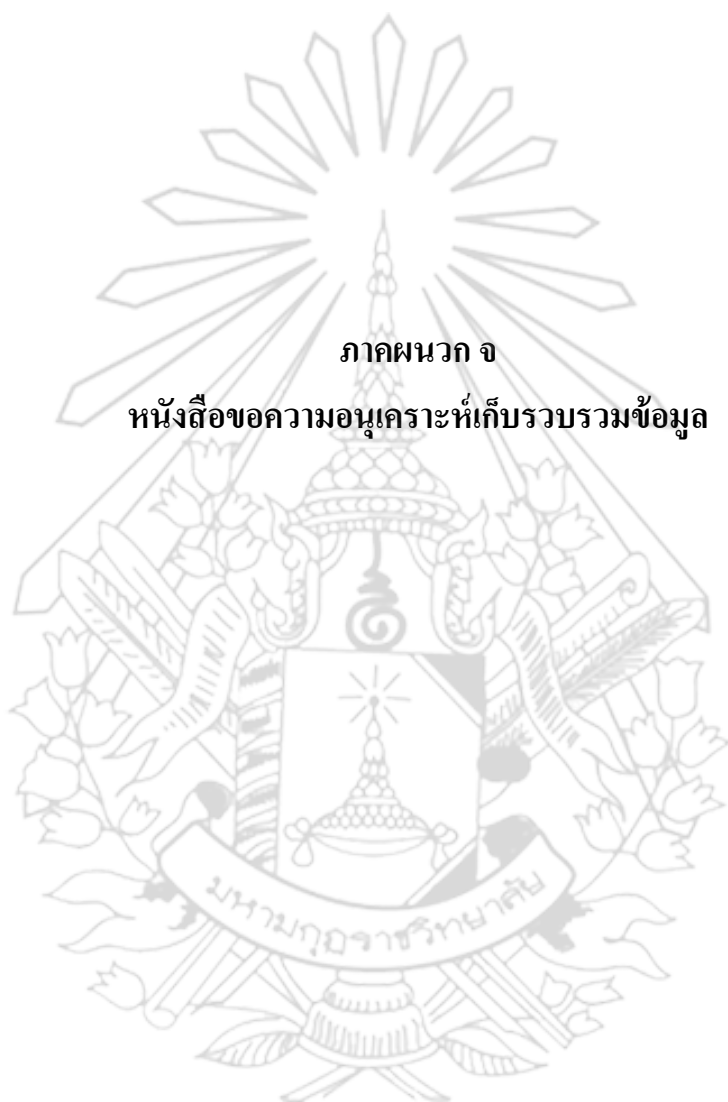 ภาคผนวก จ
หนังสือขอความอนุเคราะห์เก็บรวบรวมข้อมูล
มหามกุฏราชวิทยาลัย